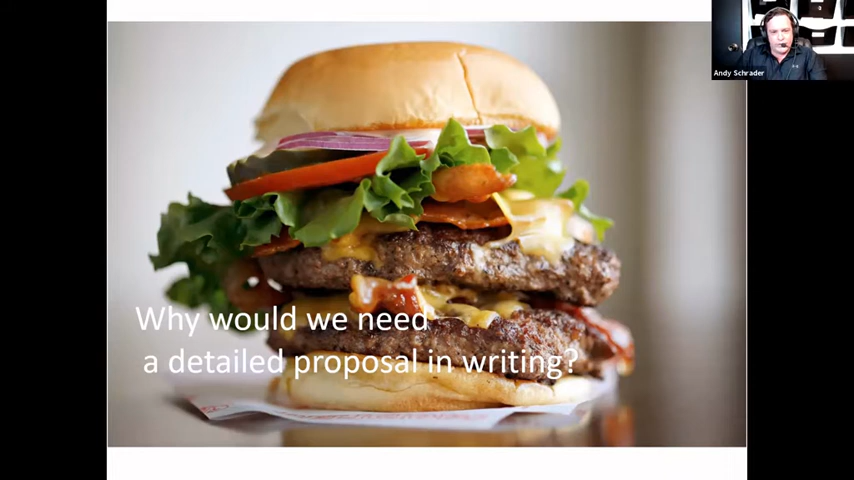 Andy Schrader
Why would we need
a detailed proposal in writing?